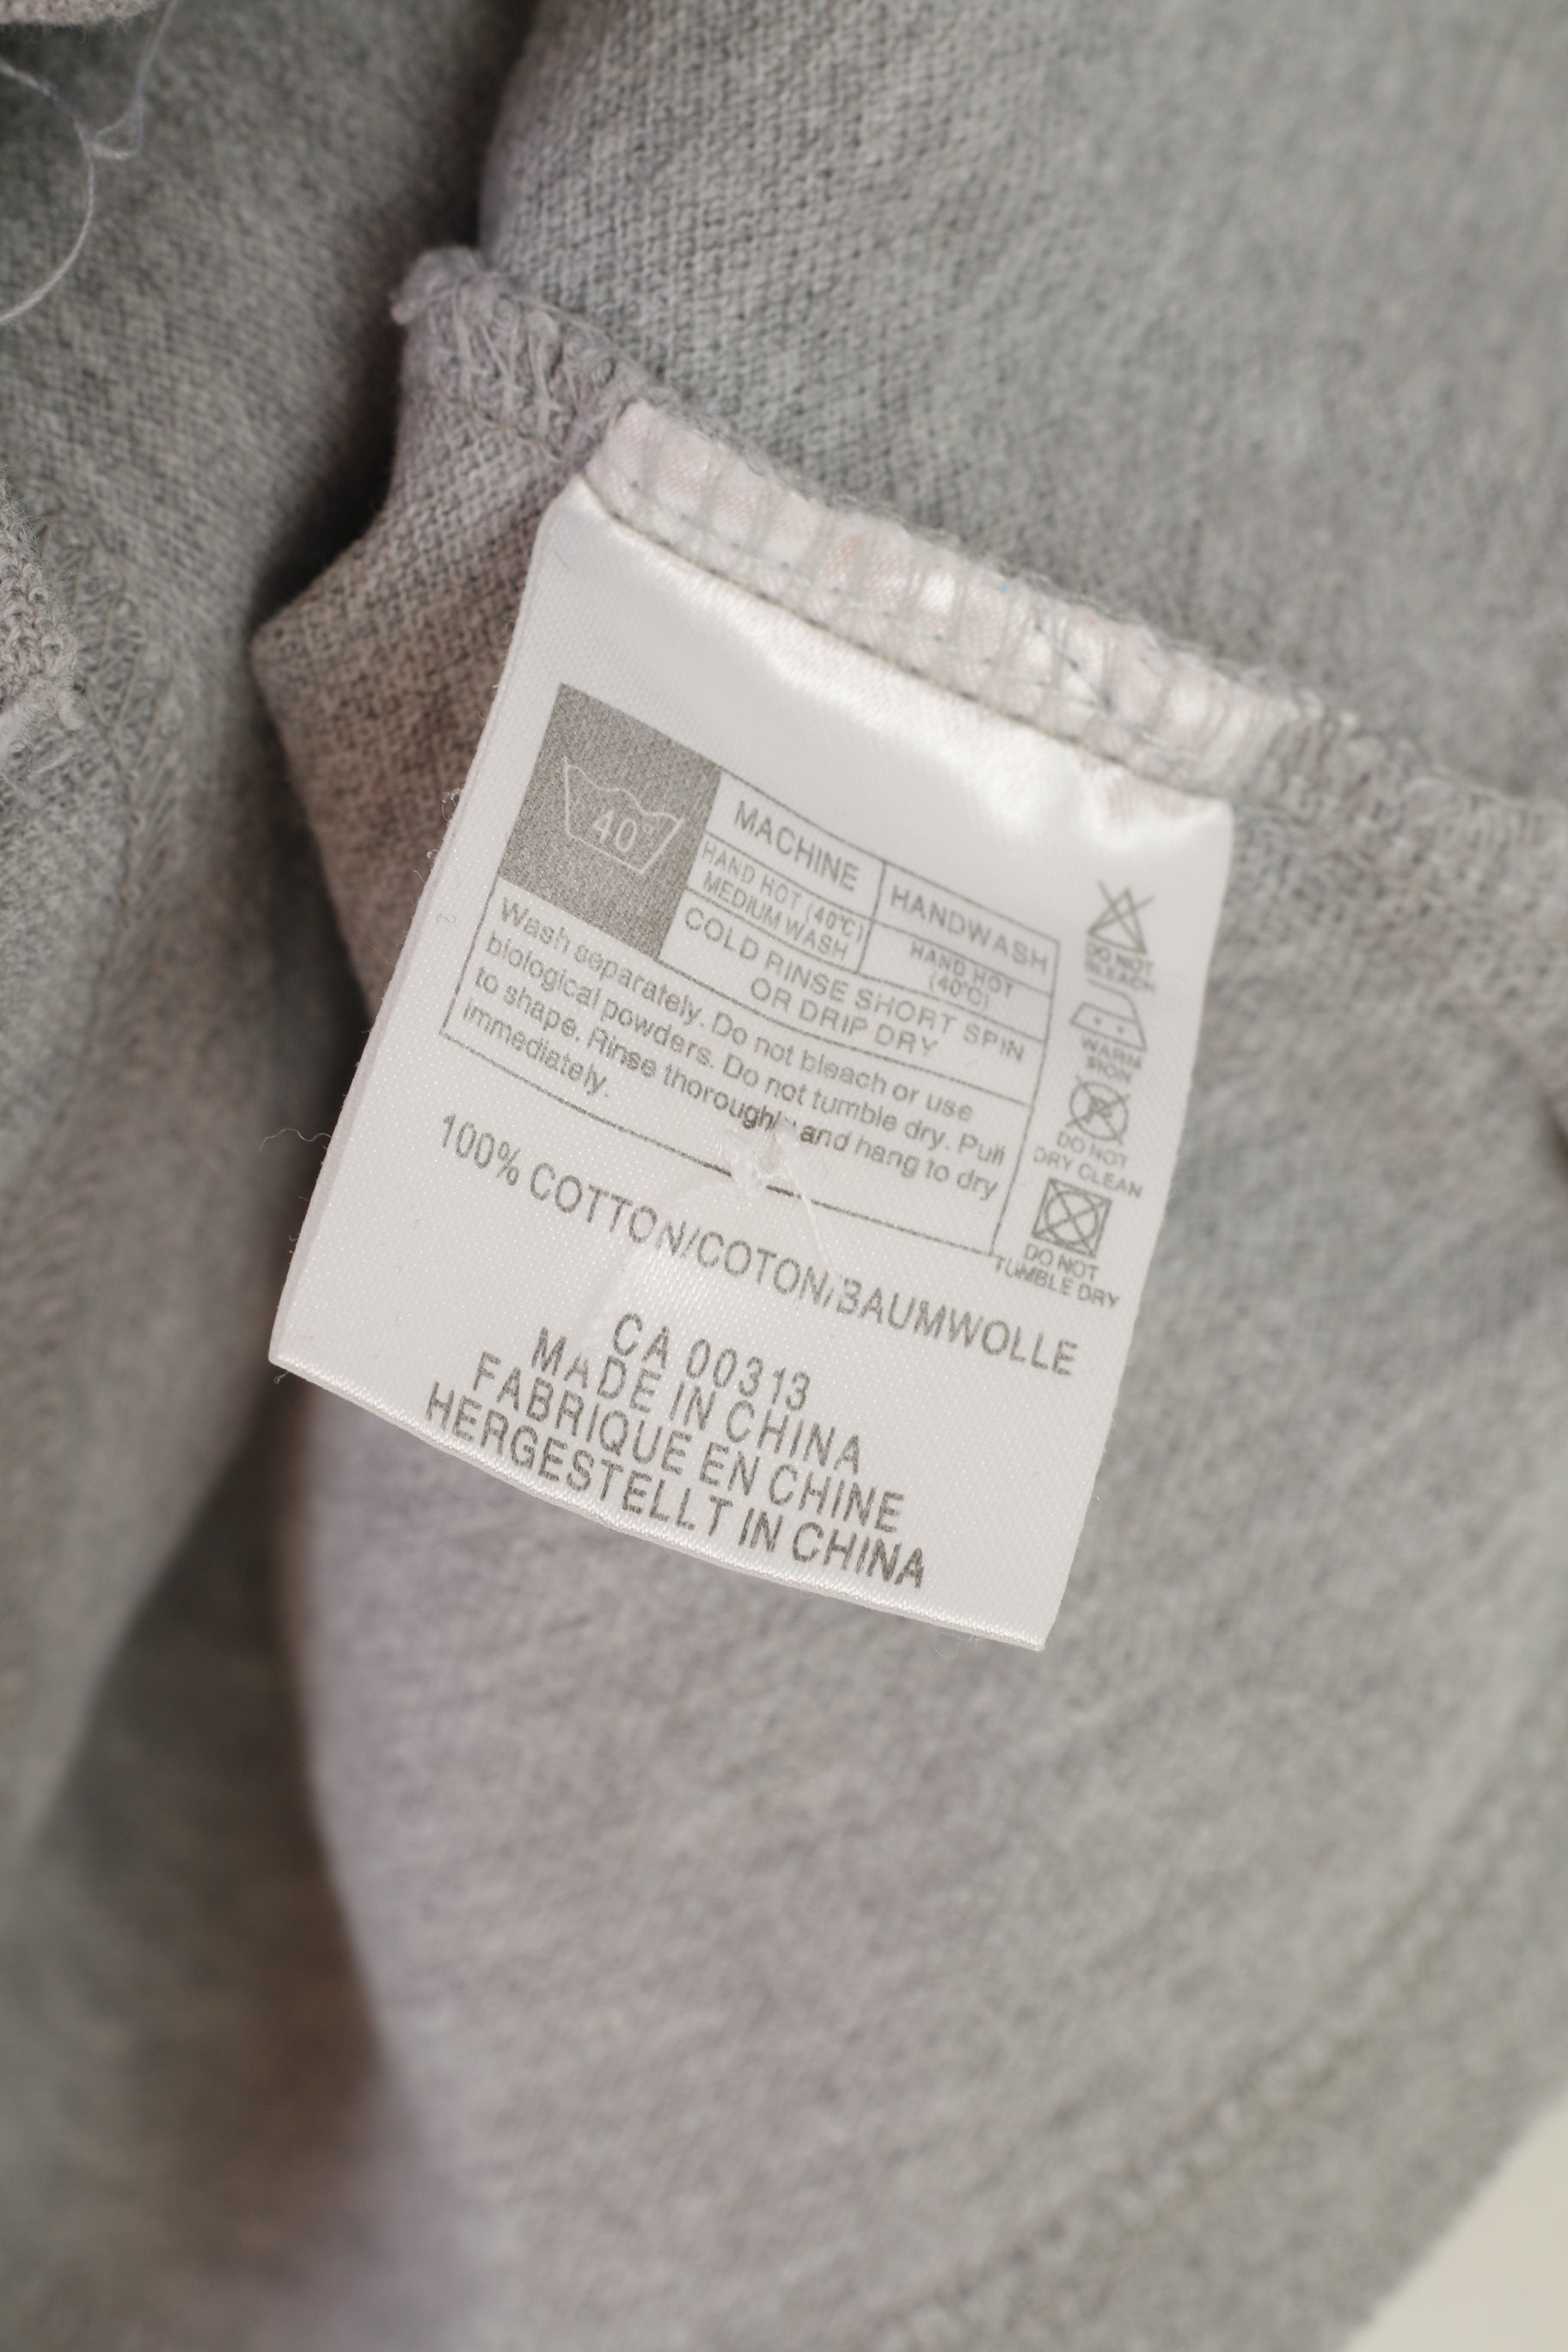 40°
MACHINE
HANDWASH
HAND HOT (40°C)
MEDIUM WASH
HAND HOT
(40°C)
COLD RINSE SHORT SPIN
OR DRIP DRY
Wash separately. Do not bleach or use
biological powders. Do not tumble dry. Pull
to shape. Rinse thoroughly and hang to dry
immediately.
DO NOT
BLEACH
WARM
IRON
P
DO NOT
DRY CLEAN
DO NOT
TUMBLE DRY
100% COTTON/COTON/BAUMWOLLE
CA 00313
MADE IN CHINA
FABRIQUE EN CHINE
HERGESTELLT IN CHINA